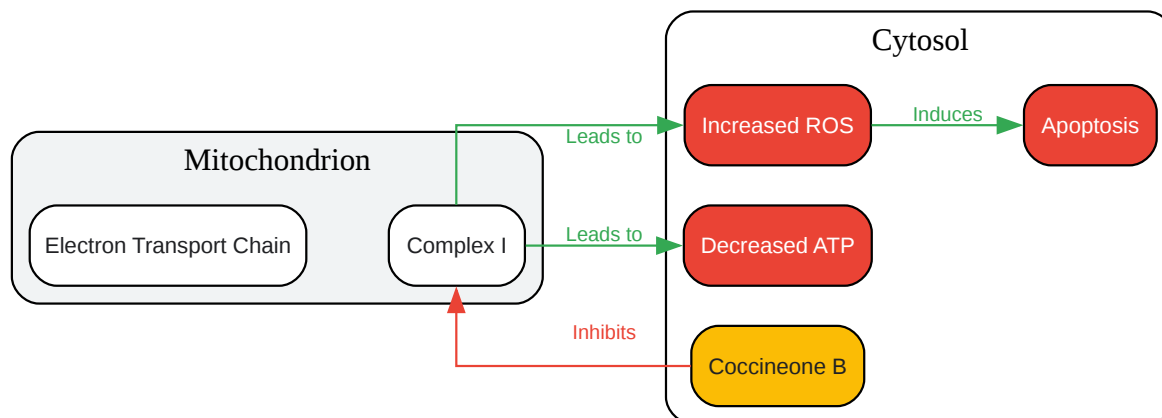 Cytosol
Increased ROS
Induces
Apoptosis
Leads to
Mitochondrion
Electron Transport Chain
Complex I
Leads to
Decreased ATP
Inhibits
Coccineone B